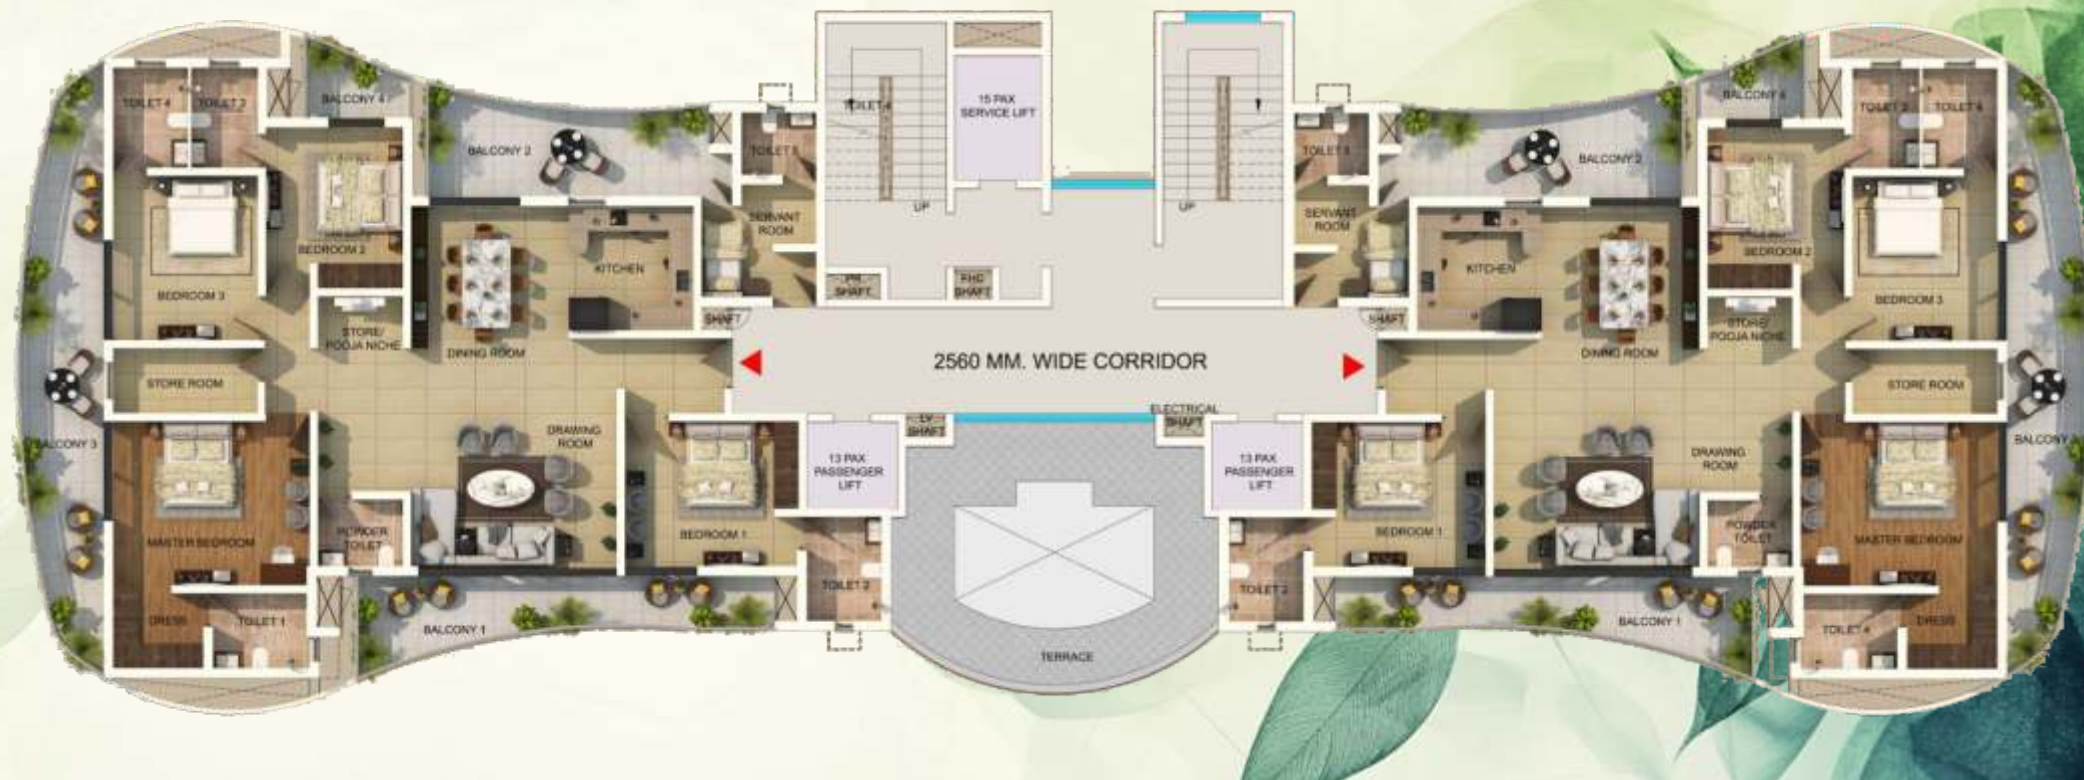 TOILET 4
TOILET 3
BALCONY 4
BALCONY 2
TOILET 5
TOILET 4
15 PAX
SERVICE LIFT
TOILET 5
BALCONY 2
BALCONY 4
TOILET 3
TOILET 4
SERVANT
ROOM
UP
UP
SERVANT
ROOM
BEDROOM 2
KITCHEN
KITCHEN
BEDROOM 2
BEDROOM 3
PR
SHAFT
FHC
SHAFT
BEDROOM 3
SHAFT
SHAFT
STORE/
POOJA NICHE
DINING ROOM
2560 MM. WIDE CORRIDOR
DINING ROOM
STORE/
POOJA NICHE
STORE ROOM
STORE ROOM
LV
SHAFT
ELECTRICAL
SHAFT
BALCONY 3
DRAWING
ROOM
13 PAX
PASSENGER
LIFT
13 PAX
PASSENGER
LIFT
DRAWING
ROOM
BALCONY
MASTER BEDROOM
POWDER
TOILET
BEDROOM 1
BEDROOM 1
POWDER
TOILET
MASTER BEDROOM
TOILET 2
TOILET 2
DRESS
TOILET 1
BALCONY 1
BALCONY 1
TOILET
DRESS
TERRACE